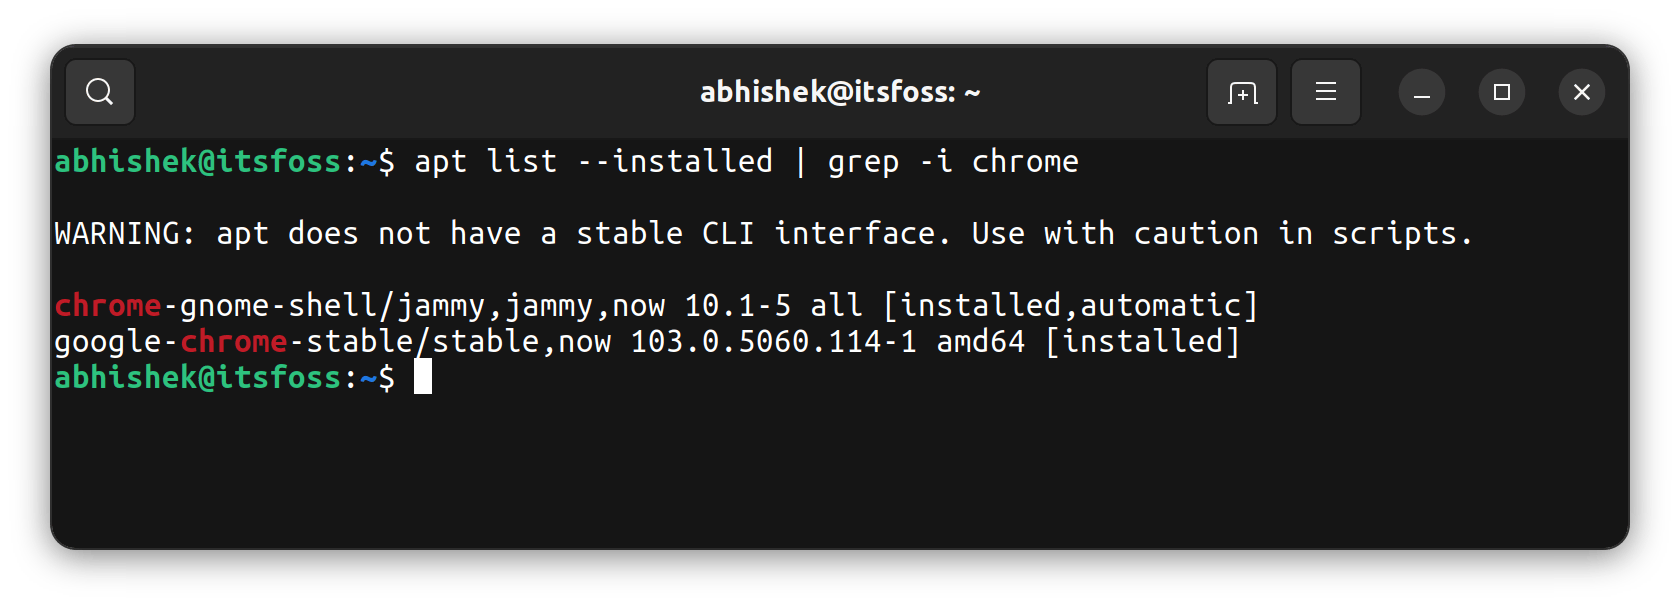 abhishek@itsfoss: ~
abhishek@itsfoss:~$ apt list --installed | grep -i chrome
WARNING: apt does not have a stable CLI interface. Use with caution in scripts.
chrome-gnome-shell/jammy,jammy,now 10.1-5 all [installed,automatic]
google-chrome-stable/stable,now 103.0.5060.114-1 amd64 [installed]
abhishek@itsfoss:~$